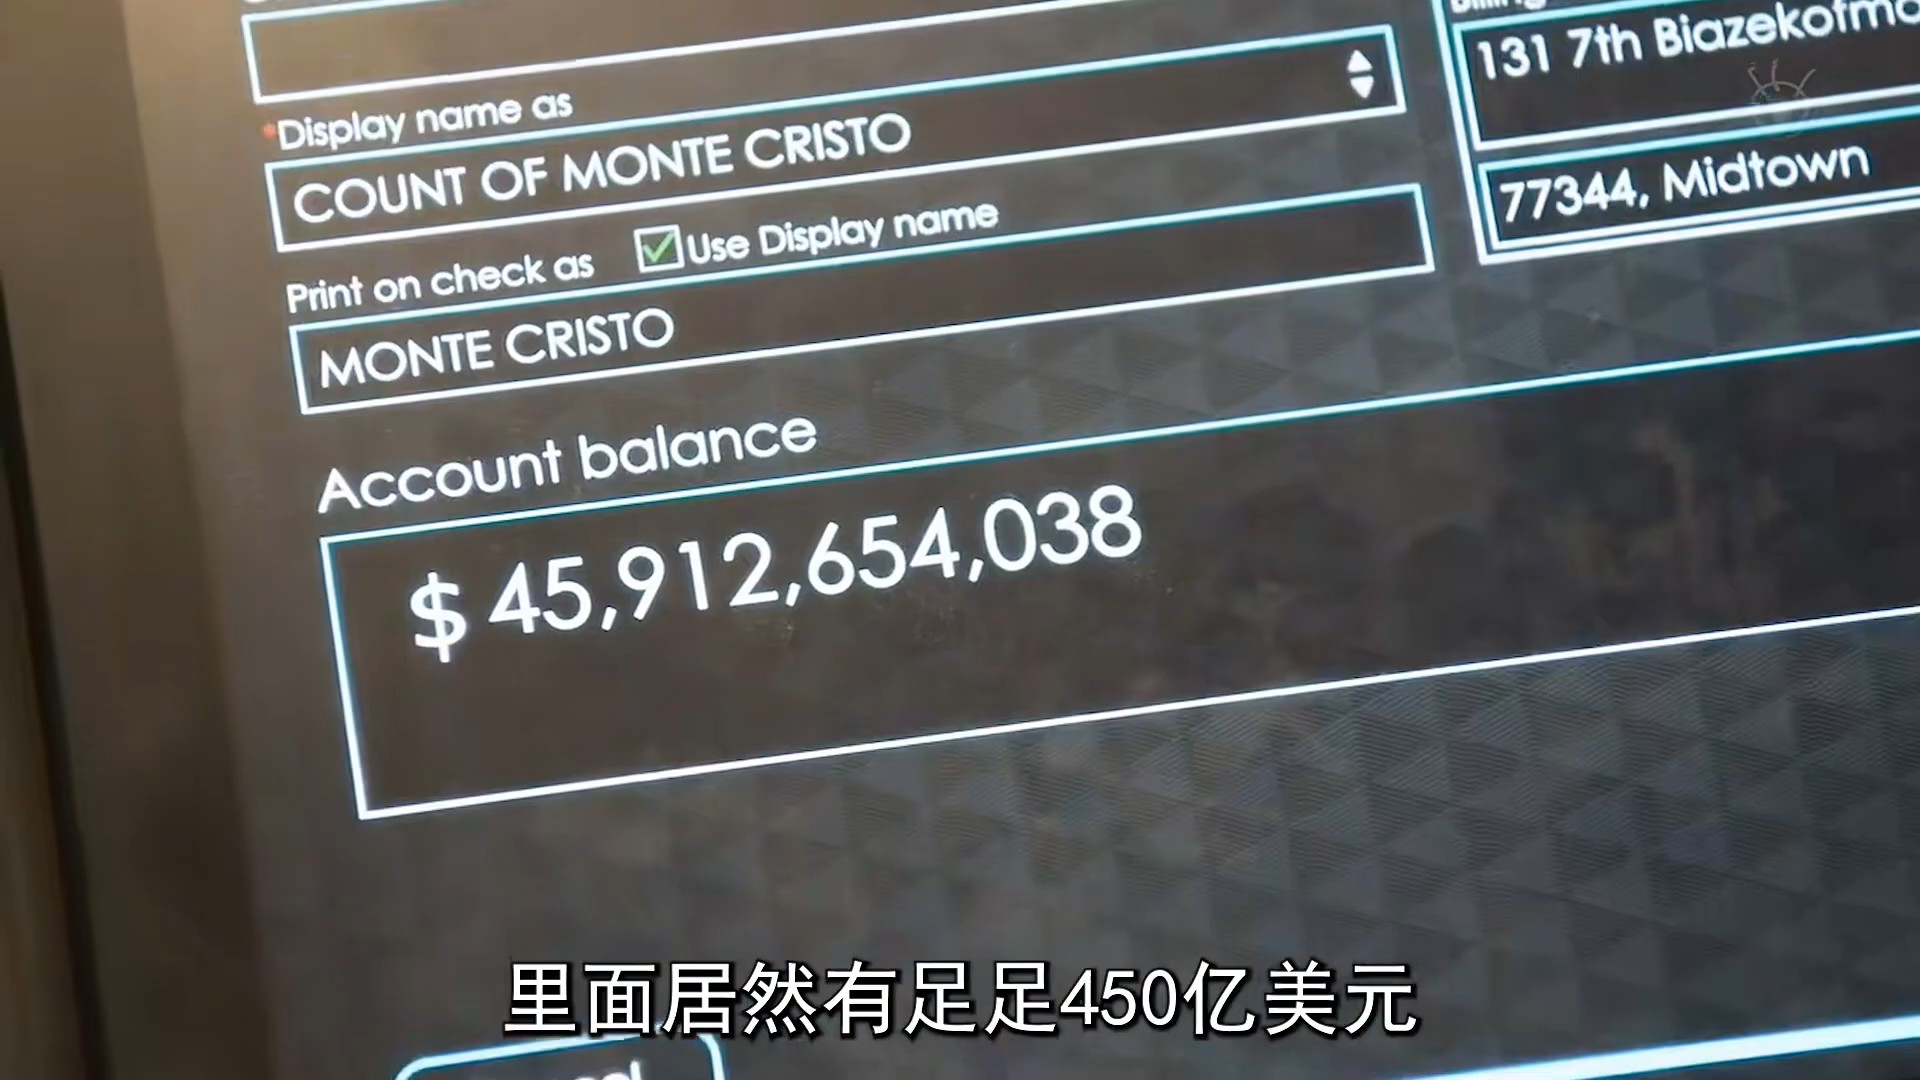 *Display name as
COUNT OF MONTE CRISTO
Print on check as
Use Display name
MONTE CRISTO
Account balance
$ 45,912,654,038
131 7th
77344, Midtown
里面居然有足足450亿美元